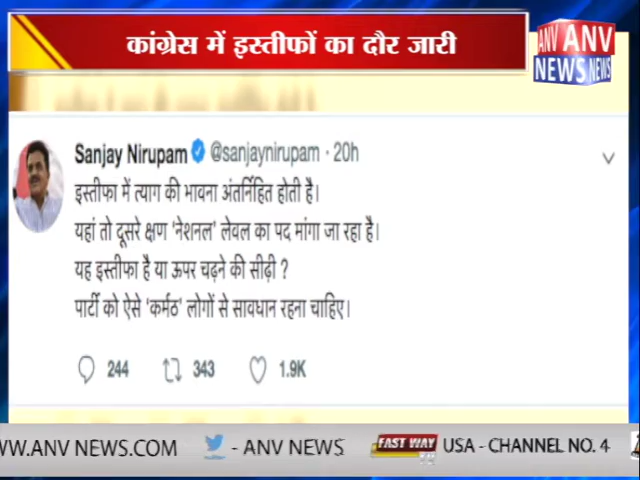 कांग्रेस में इस्तीफों का दौर जारी
ANV ANV
NEWS NEWS
Sanjay Nirupam @sanjaynirupam · 20h
इस्तीफा में त्याग की भावना अंतर्निहित होती है।
यहां तो दूसरे क्षण ‘नेशनल’ लेवल का पद मांगा जा रहा है।
यह इस्तीफा है या ऊपर चढ़ने की सीढ़ी ?
पार्टी को ऐसे ‘कर्मठ’ लोगों से सावधान रहना चाहिए।
244 343 1.9K
WWW.ANV NEWS.COM - ANV NEWS FAST WAY USA - CHANNEL NO. 4